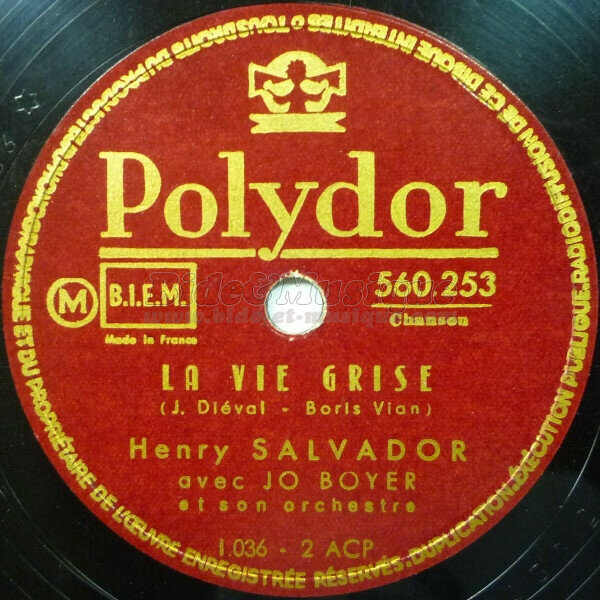 Polydor
M
B.I.E.M.
Made in France
560.253
Chanson
LA VIE GRISE
(J. Diéval - Boris Vian)
Henry SALVADOR
avec JO BOYER
et son orchestre
1.036 - 2 ACP
TOUS DROITS DU PRODUCTEUR PHONOGRAPHIQUE ET DU PROPRIÉTAIRE DE L'ŒUVRE ENREGISTRÉE RÉSERVÉS. DUPLICATION, EXÉCUTION PUBLIQUE, RADIODIFFUSION DE CE DISQUE INTERDITES